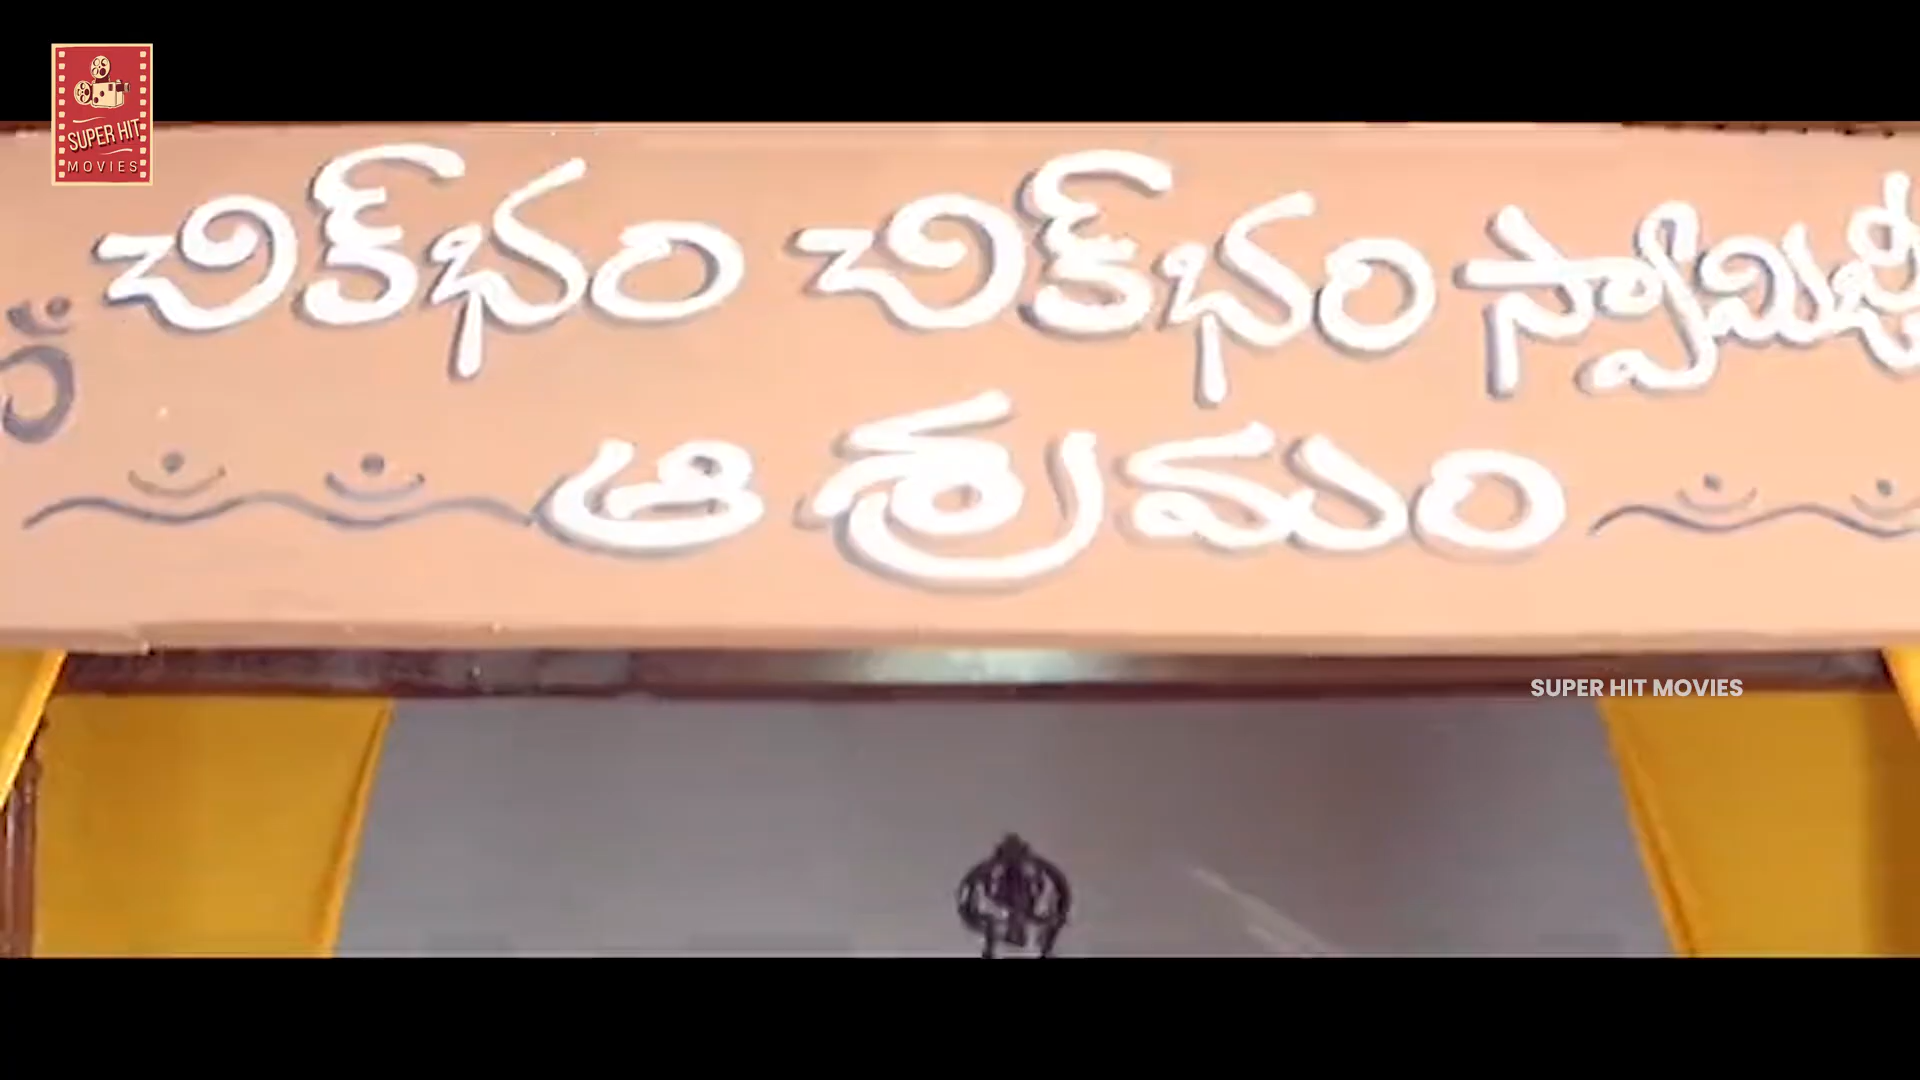 SUPER HIT
MOVIES
చిక్‌భం చిక్‌భం స్వామిజీ
ఆశ్రమం
SUPER HIT MOVIES